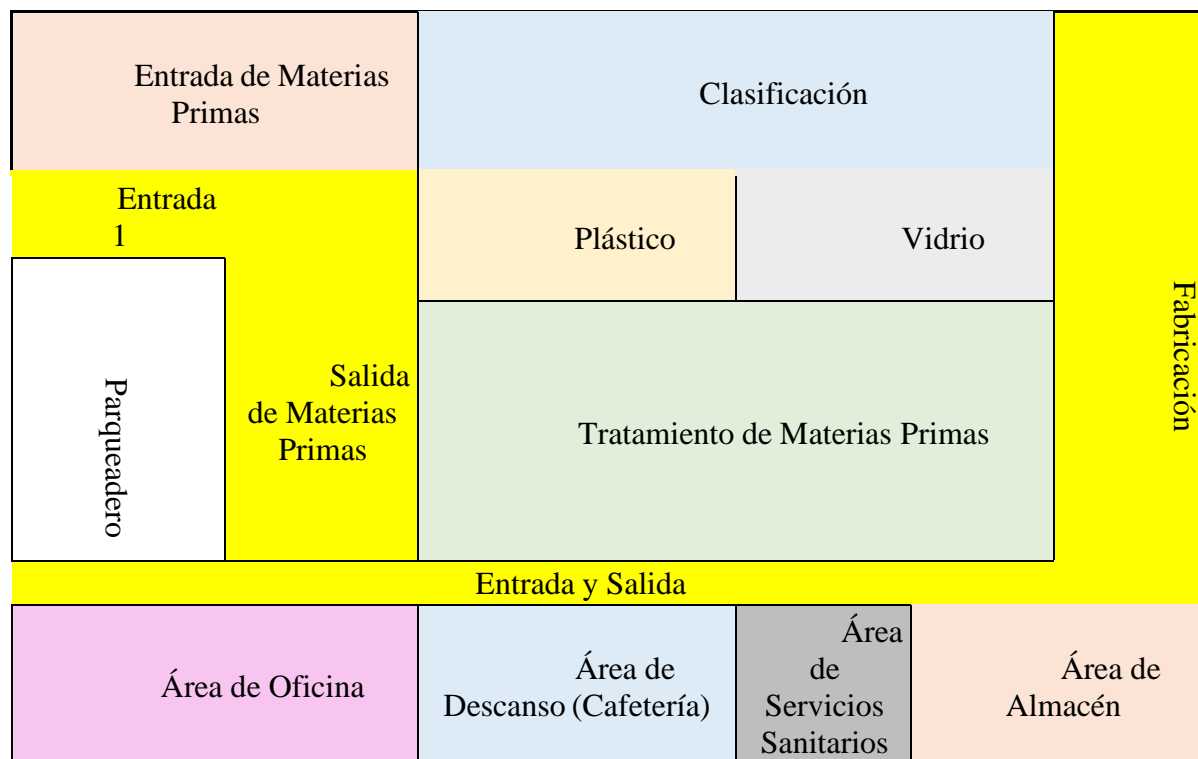 Entrada de Materias
Primas
Clasificación
Entrada
1
Plástico
Vidrio
Fabricación
Parqueadero
Salida
de Materias
Primas
Tratamiento de Materias Primas
Entrada y Salida
Área de Oficina
Área de
Descanso (Cafetería)
Área
de
Servicios
Sanitarios
Área de
Almacén